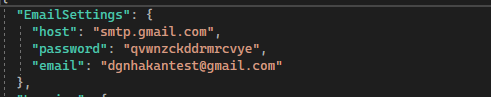 "EmailSettings": {
"host": "smtp.gmail.com",
"password": "qvwnzckddrmrcvye",
"email": "dgnhakantest@gmail.com"
},